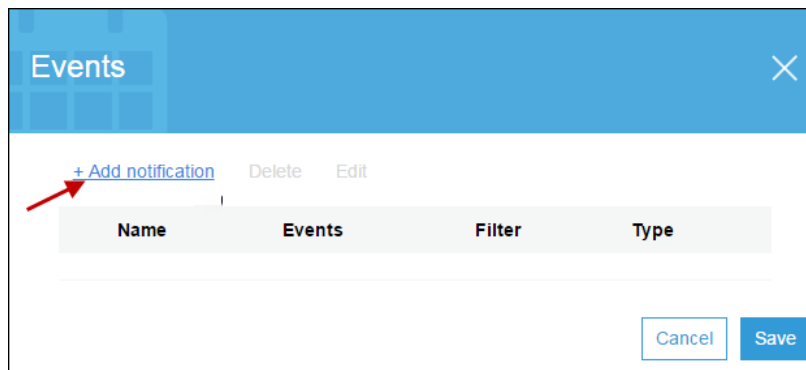 Events
+ Add notification Delete Edit
Name Events Filter Type
Cancel Save